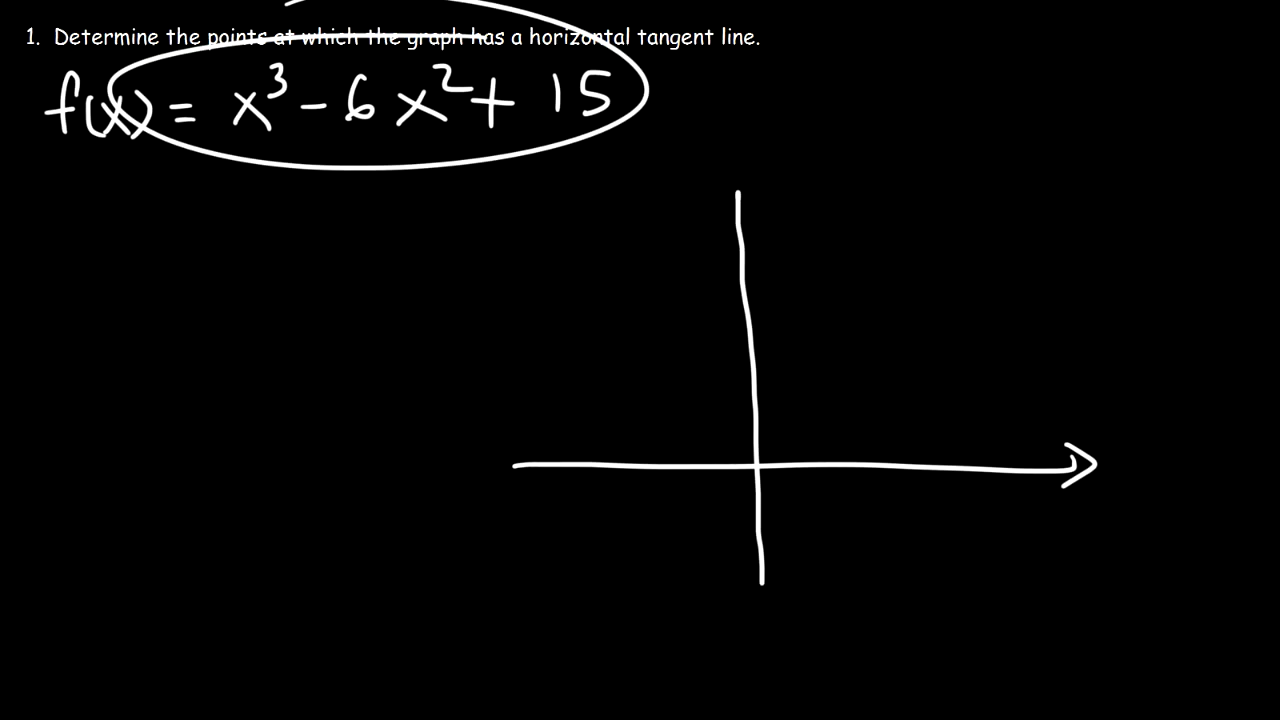 1. Determine the points at which the graph has a horizontal tangent line.
f(x) = x³ - 6x² + 15